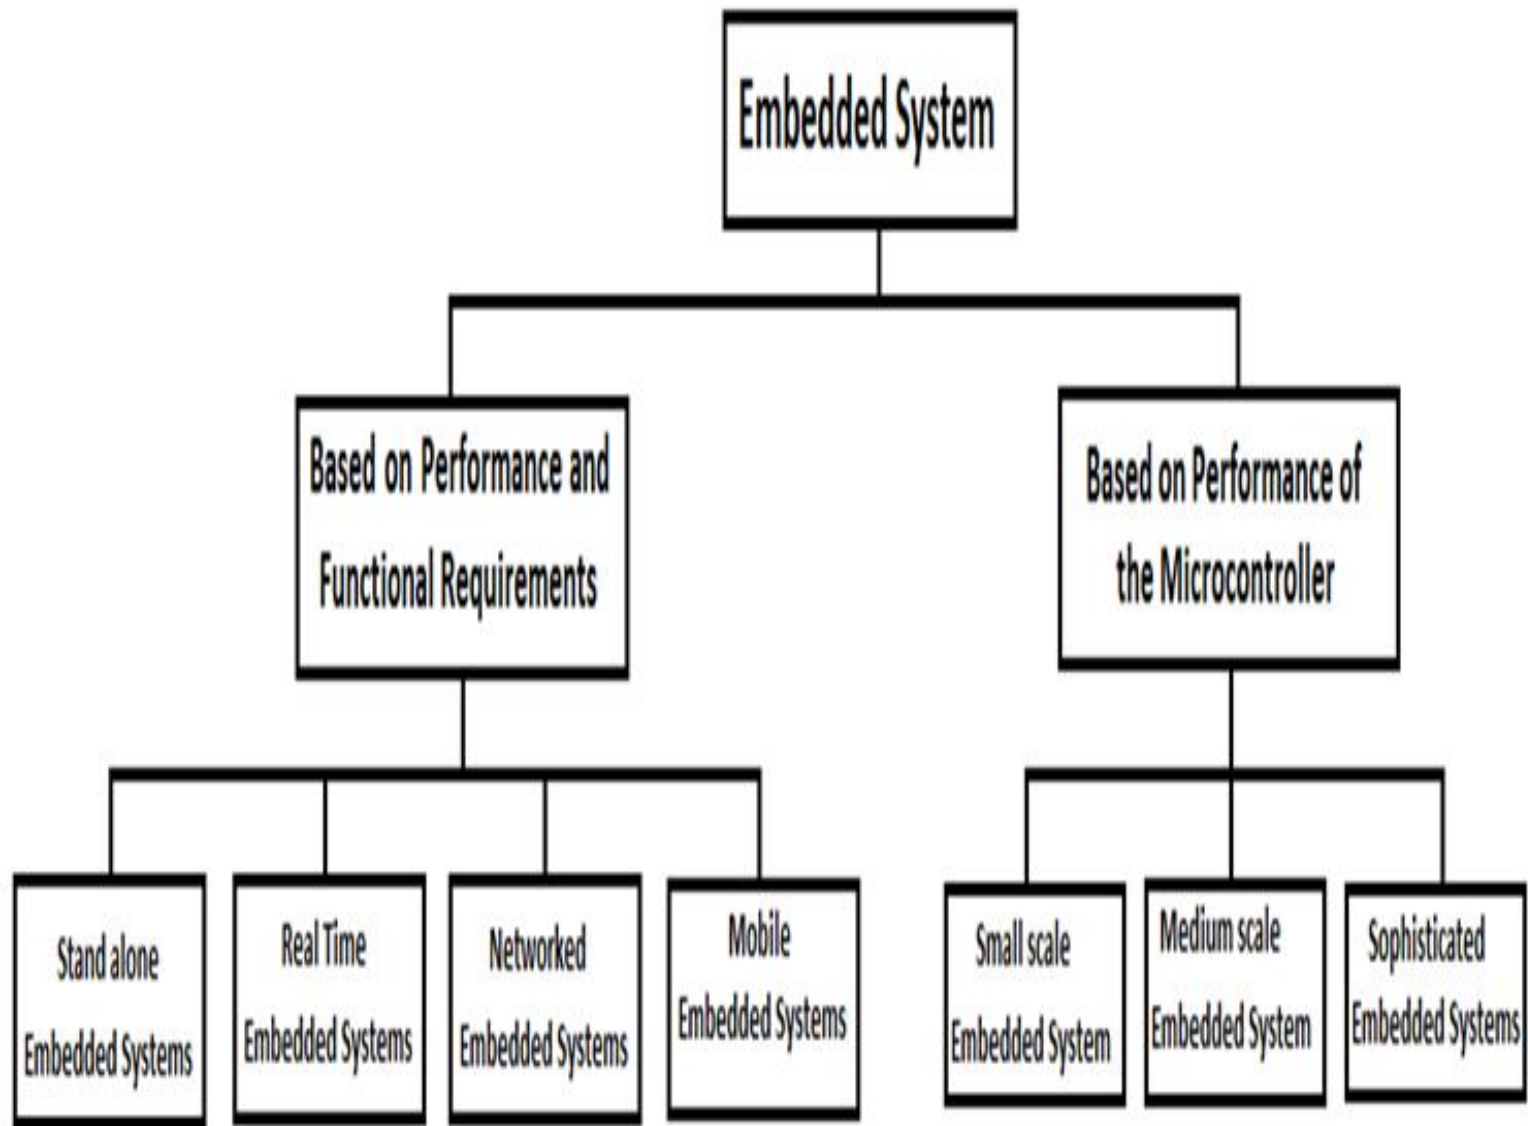 Embedded System
Based on Performance and
Functional Requirements
Based on Performance of
the Microcontroller
Stand alone
Embedded Systems
Real Time
Embedded Systems
Networked
Embedded Systems
Mobile
Embedded Systems
Small scale
Embedded System
Medium scale
Embedded System
Sophisticated
Embedded Systems